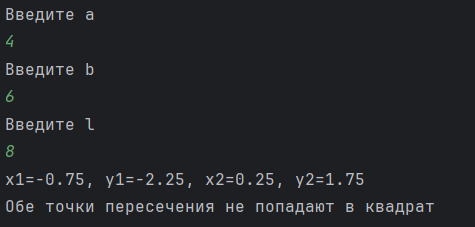 Введите a
4
Введите b
6
Введите l
8
x1=-0.75, y1=-2.25, x2=0.25, y2=1.75
Обе точки пересечения не попадают в квадрат